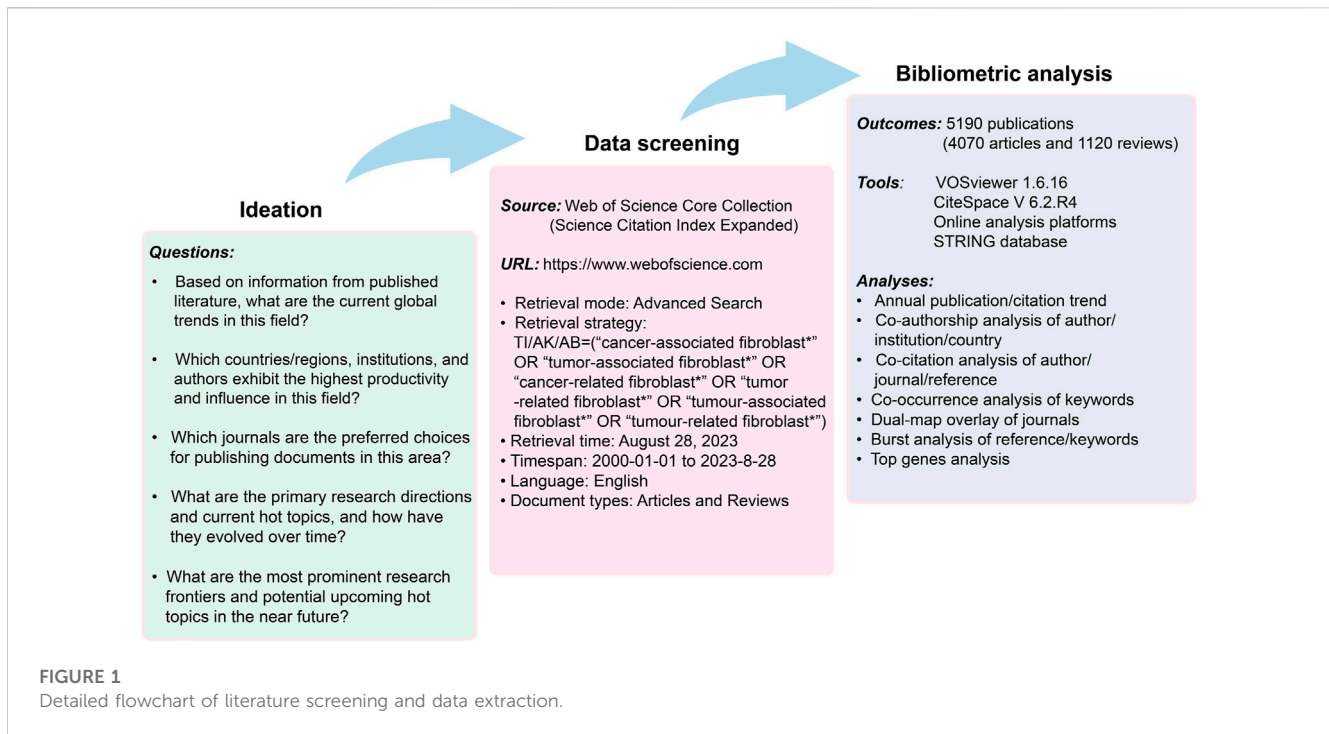 Ideation
Questions:
• Based on information from published
literature, what are the current global
trends in this field?
• Which countries/regions, institutions, and
authors exhibit the highest productivity
and influence in this field?
• Which journals are the preferred choices
for publishing documents in this area?
• What are the primary research directions
and current hot topics, and how have
they evolved over time?
• What are the most prominent research
frontiers and potential upcoming hot
topics in the near future?
Data screening
Source: Web of Science Core Collection
(Science Citation Index Expanded)
URL: https://www.webofscience.com
• Retrieval mode: Advanced Search
• Retrieval strategy:
TI/AK/AB=(“cancer-associated fibroblast*”
OR “tumor-associated fibroblast*” OR
“cancer-related fibroblast*” OR “tumor
-related fibroblast*” OR “tumour-associated
fibroblast*” OR “tumour-related fibroblast*”)
• Retrieval time: August 28, 2023
• Timespan: 2000-01-01 to 2023-8-28
• Language: English
• Document types: Articles and Reviews
Bibliometric analysis
Outcomes: 5190 publications
(4070 articles and 1120 reviews)
Tools: VOSviewer 1.6.16
CiteSpace V 6.2.R4
Online analysis platforms
STRING database
Analyses:
• Annual publication/citation trend
• Co-authorship analysis of author/
institution/country
• Co-citation analysis of author/
journal/reference
• Co-occurrence analysis of keywords
• Dual-map overlay of journals
• Burst analysis of reference/keywords
• Top genes analysis
FIGURE 1
Detailed flowchart of literature screening and data extraction.